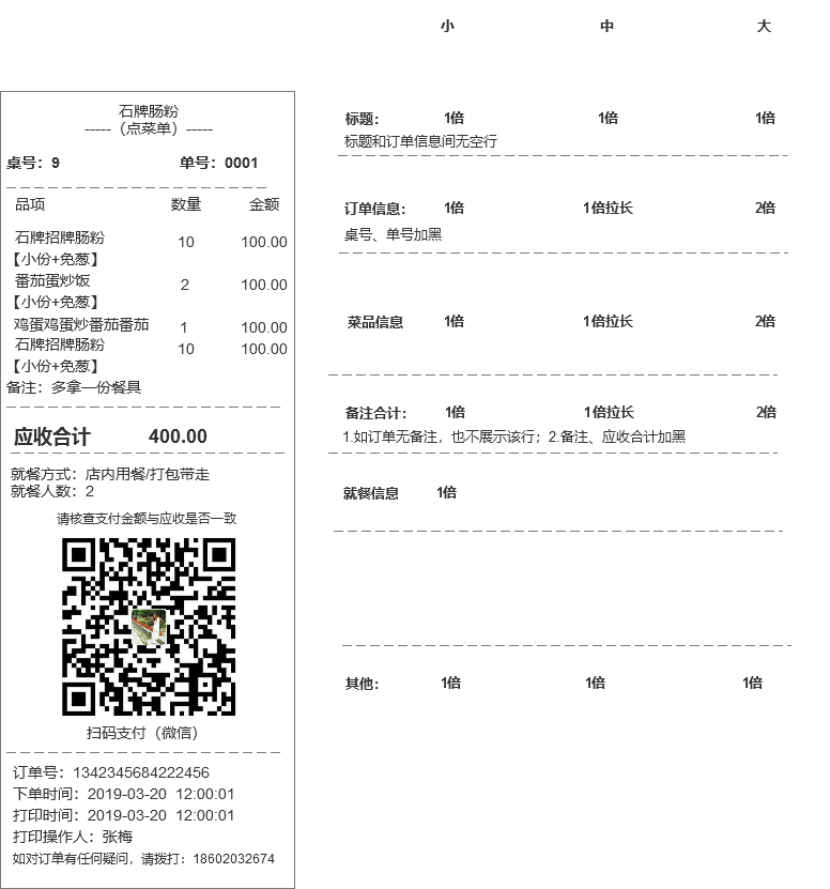 小 中 大
石牌肠粉
-----（点菜单）-----
桌号：9 单号：0001
品项 数量 金额
石牌招牌肠粉 10 100.00
【小份+免葱】
番茄蛋炒饭 2 100.00
【小份+免葱】
鸡蛋鸡蛋炒番茄番茄 1 100.00
石牌招牌肠粉 10 100.00
【小份+免葱】
备注：多拿一份餐具
应收合计 400.00
就餐方式：店内用餐/打包带走
就餐人数：2
请核查支付金额与应收是否一致
扫码支付（微信）
订单号：1342345684222456
下单时间：2019-03-20 12:00:01
打印时间：2019-03-20 12:00:01
打印操作人：张梅
如对订单有任何疑问，请拨打：18602032674
标题： 1倍 1倍 1倍
标题和订单信息间无空行
订单信息： 1倍 1倍拉长 2倍
桌号、单号加黑
菜品信息 1倍 1倍拉长 2倍
备注合计： 1倍 1倍拉长 2倍
1.如订单无备注，也不展示该行；2.备注、应收合计加黑
就餐信息 1倍
其他： 1倍 1倍 1倍